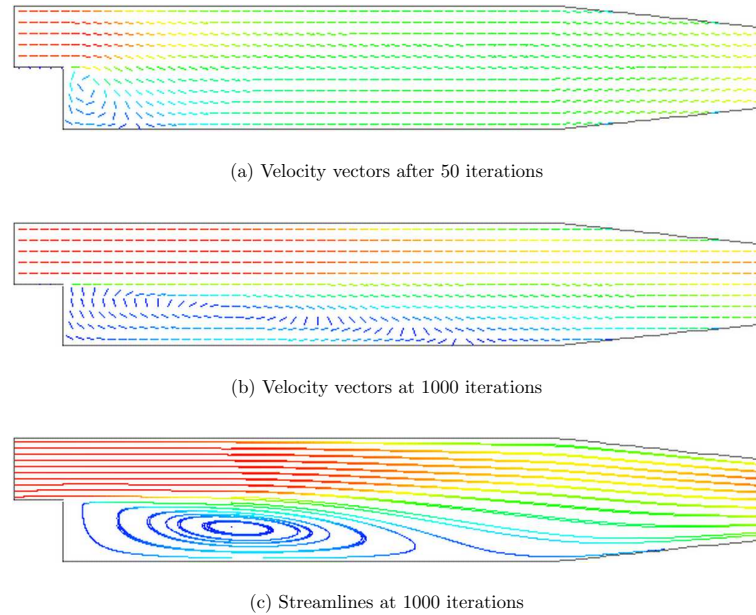 (a) Velocity vectors after 50 iterations
(b) Velocity vectors at 1000 iterations
(c) Streamlines at 1000 iterations